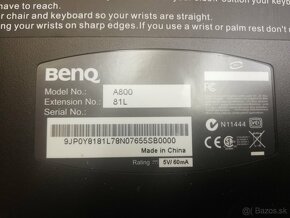 have to reach.
r chair and keyboard so your wrists are straight.
ing your wrists on sharp edges. If you use a wrist or palm rest don't
BenQ
Model No.: A800
Extension No.: 81L
Serial No.:
N11444
9JP0Y8181L78N07655SB0000
Made in China
Rating: 5V/60mA
bazos.sk